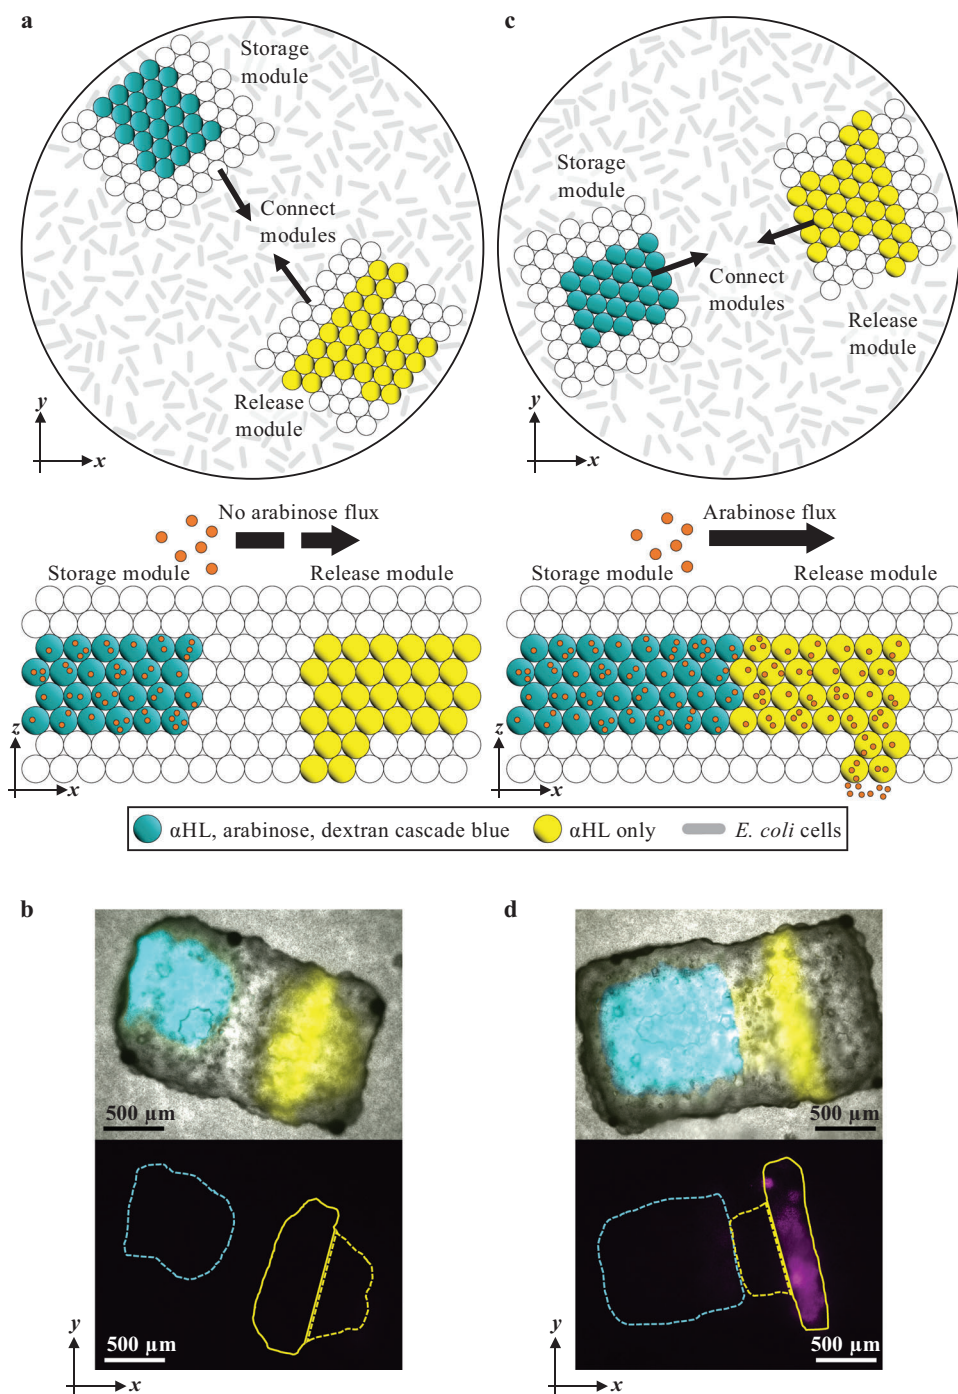 a
Storage
module
Connect
modules
Release
module
y
x
c
Storage
module
Connect
modules
Release
module
y
x
No arabinose flux
Storage module
Release module
z
x
Arabinose flux
Storage module
Release module
z
x
αHL, arabinose, dextran cascade blue
αHL only
E. coli cells
b
500 µm
500 µm
y
x
d
500 µm
500 µm
y
x